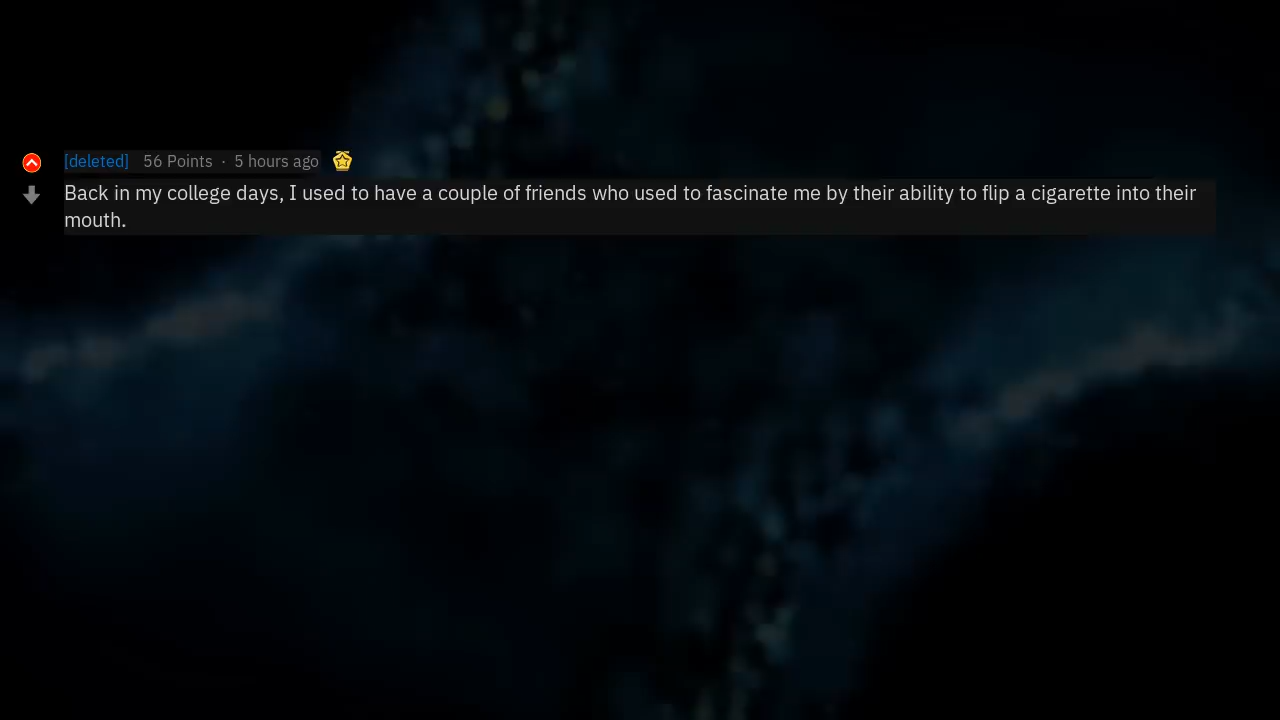 [deleted] 56 Points · 5 hours ago
Back in my college days, I used to have a couple of friends who used to fascinate me by their ability to flip a cigarette into their
mouth.